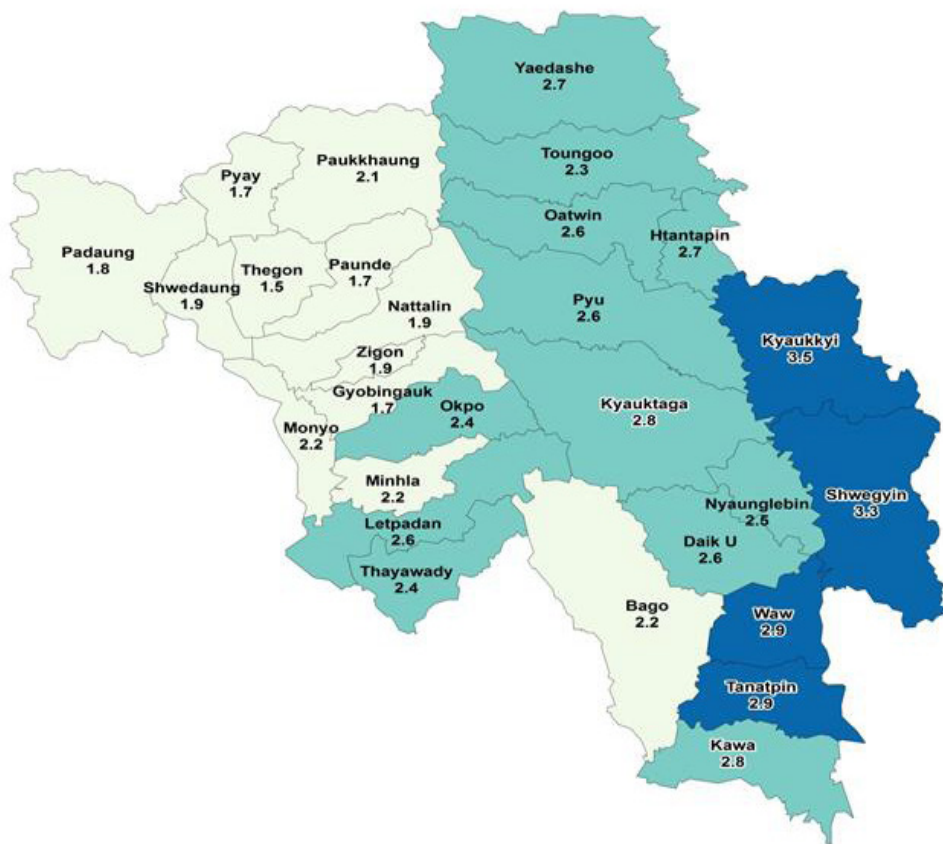 Yaedashe
2.7
Toungoo
2.3
Paukkhaung
2.1
Pyay
1.7
Oatwin
2.6
Htantapin
2.7
Padaung
1.8
Shwedaung
1.9
Thegon
1.5
Paunde
1.7
Nattalin
1.9
Pyu
2.6
Kyaukkyi
3.5
Zigon
1.9
Gyobingauk
1.7
Okpo
2.4
Kyauktaga
2.8
Monyo
2.2
Minhla
2.2
Nyaunglebin
2.5
Shwegyin
3.3
Letpadan
2.6
Daik U
2.6
Thayawady
2.4
Bago
2.2
Waw
2.9
Tanatpin
2.9
Kawa
2.8